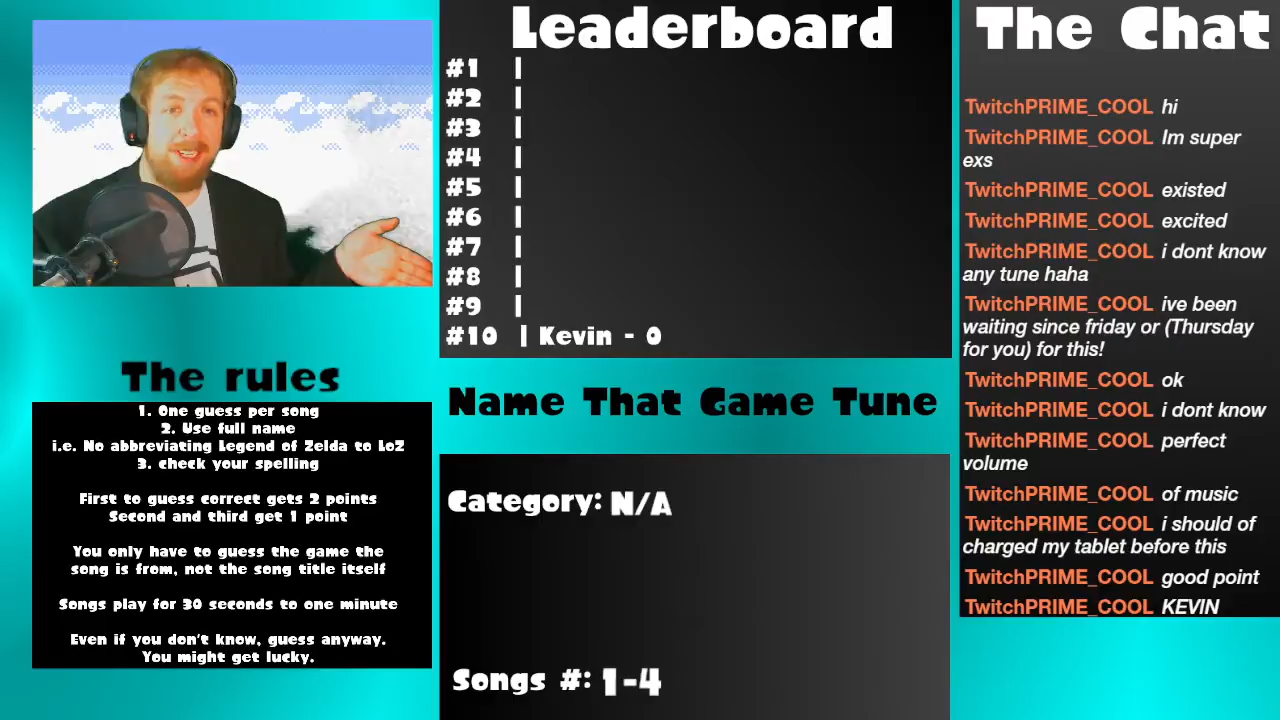 Leaderboard
#1 |
#2 |
#3 |
#4 |
#5 |
#6 |
#7 |
#8 |
#9 |
#10 | Kevin - 0
The rules
1. One guess per song
2. Use full name
i.e. No abbreviating Legend of Zelda to LoZ
3. check your spelling
First to guess correct gets 2 points
Second and third get 1 point
You only have to guess the game the
song is from, not the song title itself
Songs play for 30 seconds to one minute
Even if you don't know, guess anyway.
You might get lucky.
Name That Game Tune
Category: N/A
Songs #: 1-4
The Chat
TwitchPRIME_COOL hi
TwitchPRIME_COOL Im super
exs
TwitchPRIME_COOL existed
TwitchPRIME_COOL excited
TwitchPRIME_COOL i dont know
any tune haha
TwitchPRIME_COOL ive been
waiting since friday or (Thursday
for you) for this!
TwitchPRIME_COOL ok
TwitchPRIME_COOL i dont know
TwitchPRIME_COOL perfect
volume
TwitchPRIME_COOL of music
TwitchPRIME_COOL i should of
charged my tablet before this
TwitchPRIME_COOL good point
TwitchPRIME_COOL KEVIN